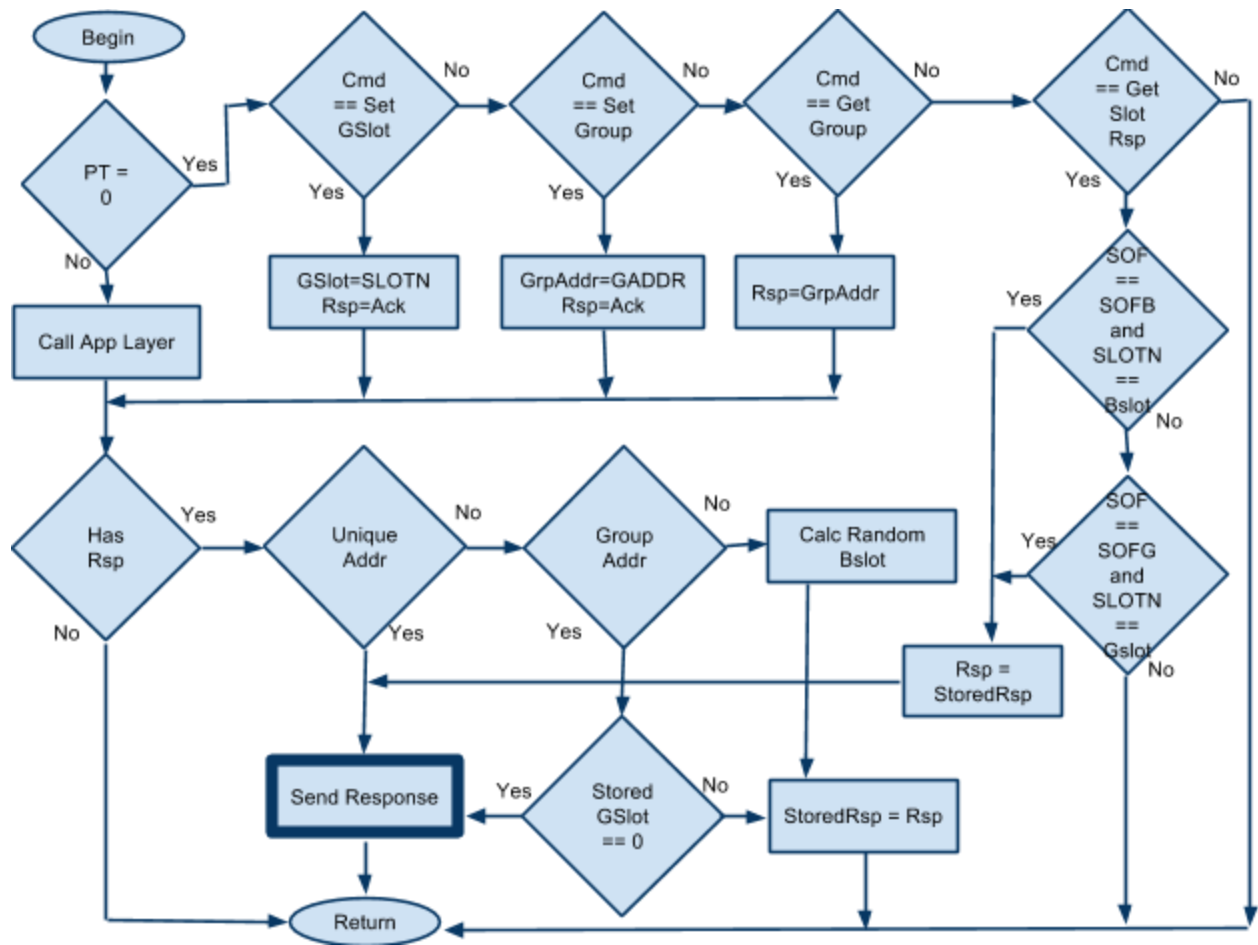 Begin
PT =
0
Yes
No
Cmd
== Set
GSlot
No
Yes
Cmd
== Set
Group
No
Yes
Cmd
== Get
Group
No
Yes
Cmd
== Get
Slot
Rsp
No
Yes
Call App Layer
GSlot=SLOTN
Rsp=Ack
GrpAddr=GADDR
Rsp=Ack
Rsp=GrpAddr
SOF
==
SOFB
and
SLOTN
==
Bslot
Yes
No
Has
Rsp
Yes
No
Unique
Addr
No
Yes
Group
Addr
No
Yes
Calc Random
Bslot
SOF
==
SOFG
and
SLOTN
==
Gslot
Yes
No
Rsp =
StoredRsp
Send Response
Yes
Stored
GSlot
== 0
No
StoredRsp = Rsp
Return